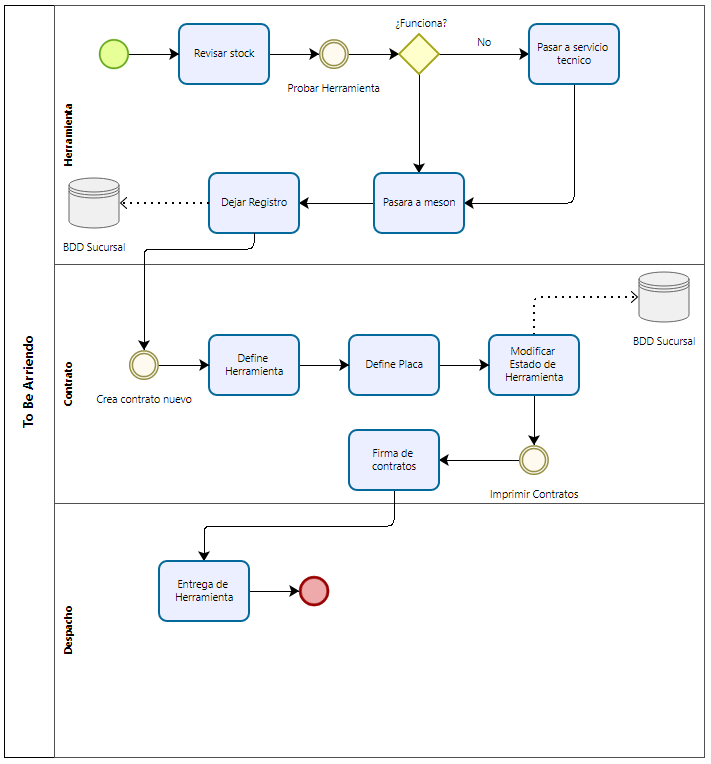 To Be Arriendo
Herramienta
¿Funciona?
Revisar stock
No
Pasar a servicio
tecnico
Probar Herramienta
Dejar Registro
Pasara a meson
BDD Sucursal
Contrato
BDD Sucursal
Crea contrato nuevo
Define
Herramienta
Define Placa
Modificar
Estado de
Herramienta
Firma de
contratos
Imprimir Contratos
Despacho
Entrega de
Herramienta